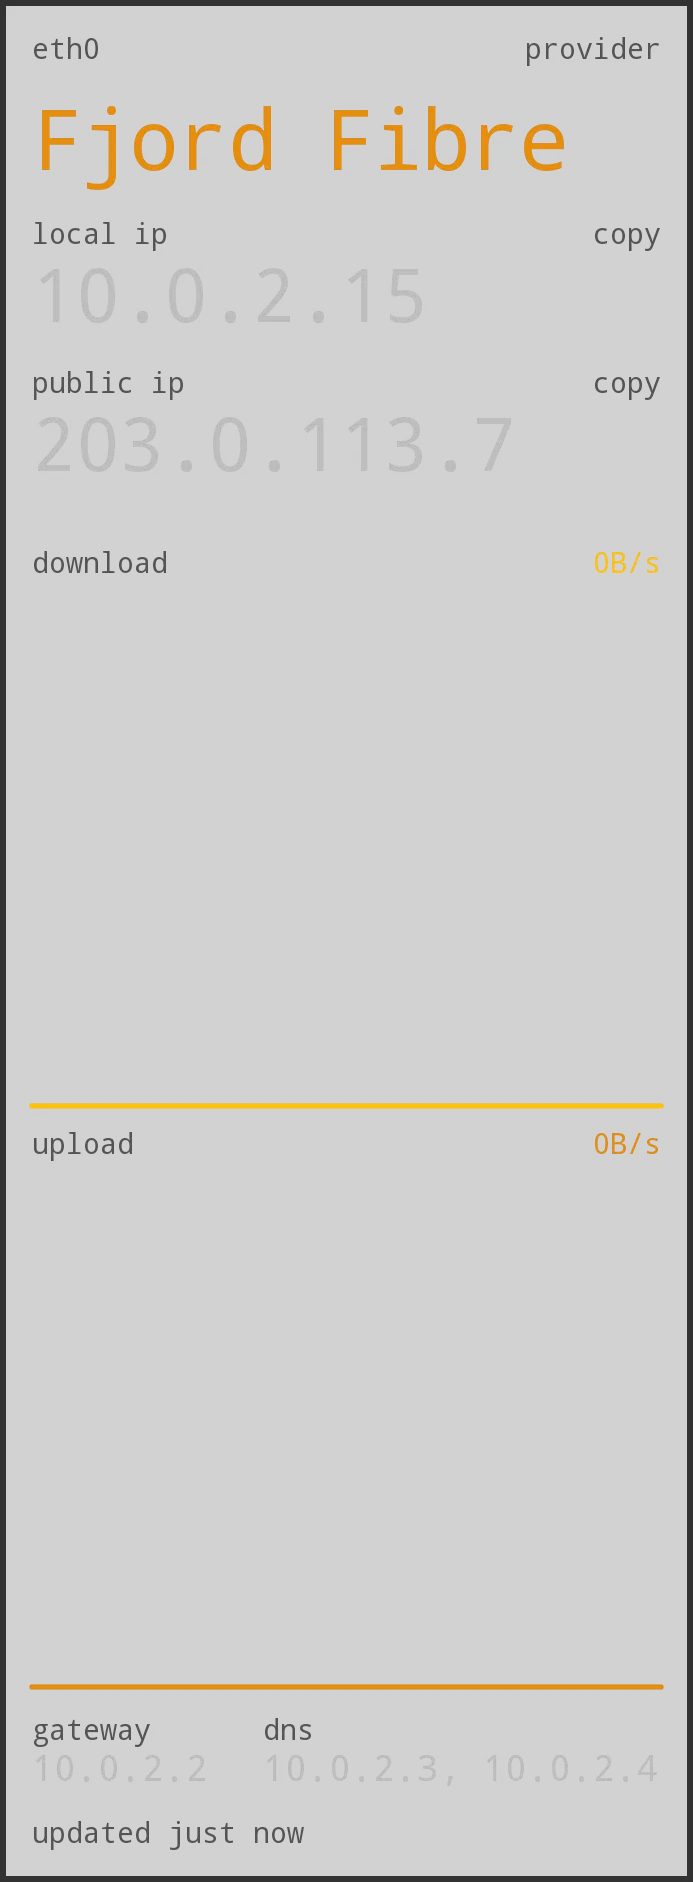 eth0 provider
Fjord Fibre
local ip copy
10.0.2.15
public ip copy
203.0.113.7
download 0B/s
upload 0B/s
gateway dns
10.0.2.2 10.0.2.3, 10.0.2.4
updated just now